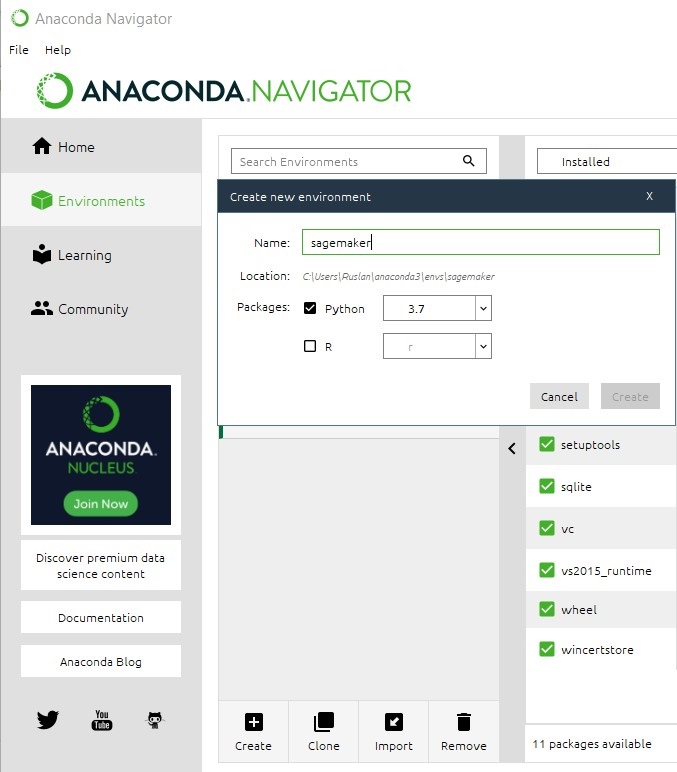 Anaconda Navigator
File Help
ANACONDA.NAVIGATOR
Home
Environments
Learning
Community
ANACONDA.
NUCLEUS
Join Now
Discover premium data
science content
Documentation
Anaconda Blog
You
Tube
Search Environments
Installed
Create new environment X
Name: sagemaker
Location: C:\Users\Ruslan\anaconda3\envs\sagemaker
Packages: Python 3.7
R r
Cancel Create
setuptools
sqlite
vc
vs2015_runtime
wheel
wincertstore
Create Clone Import Remove
11 packages available